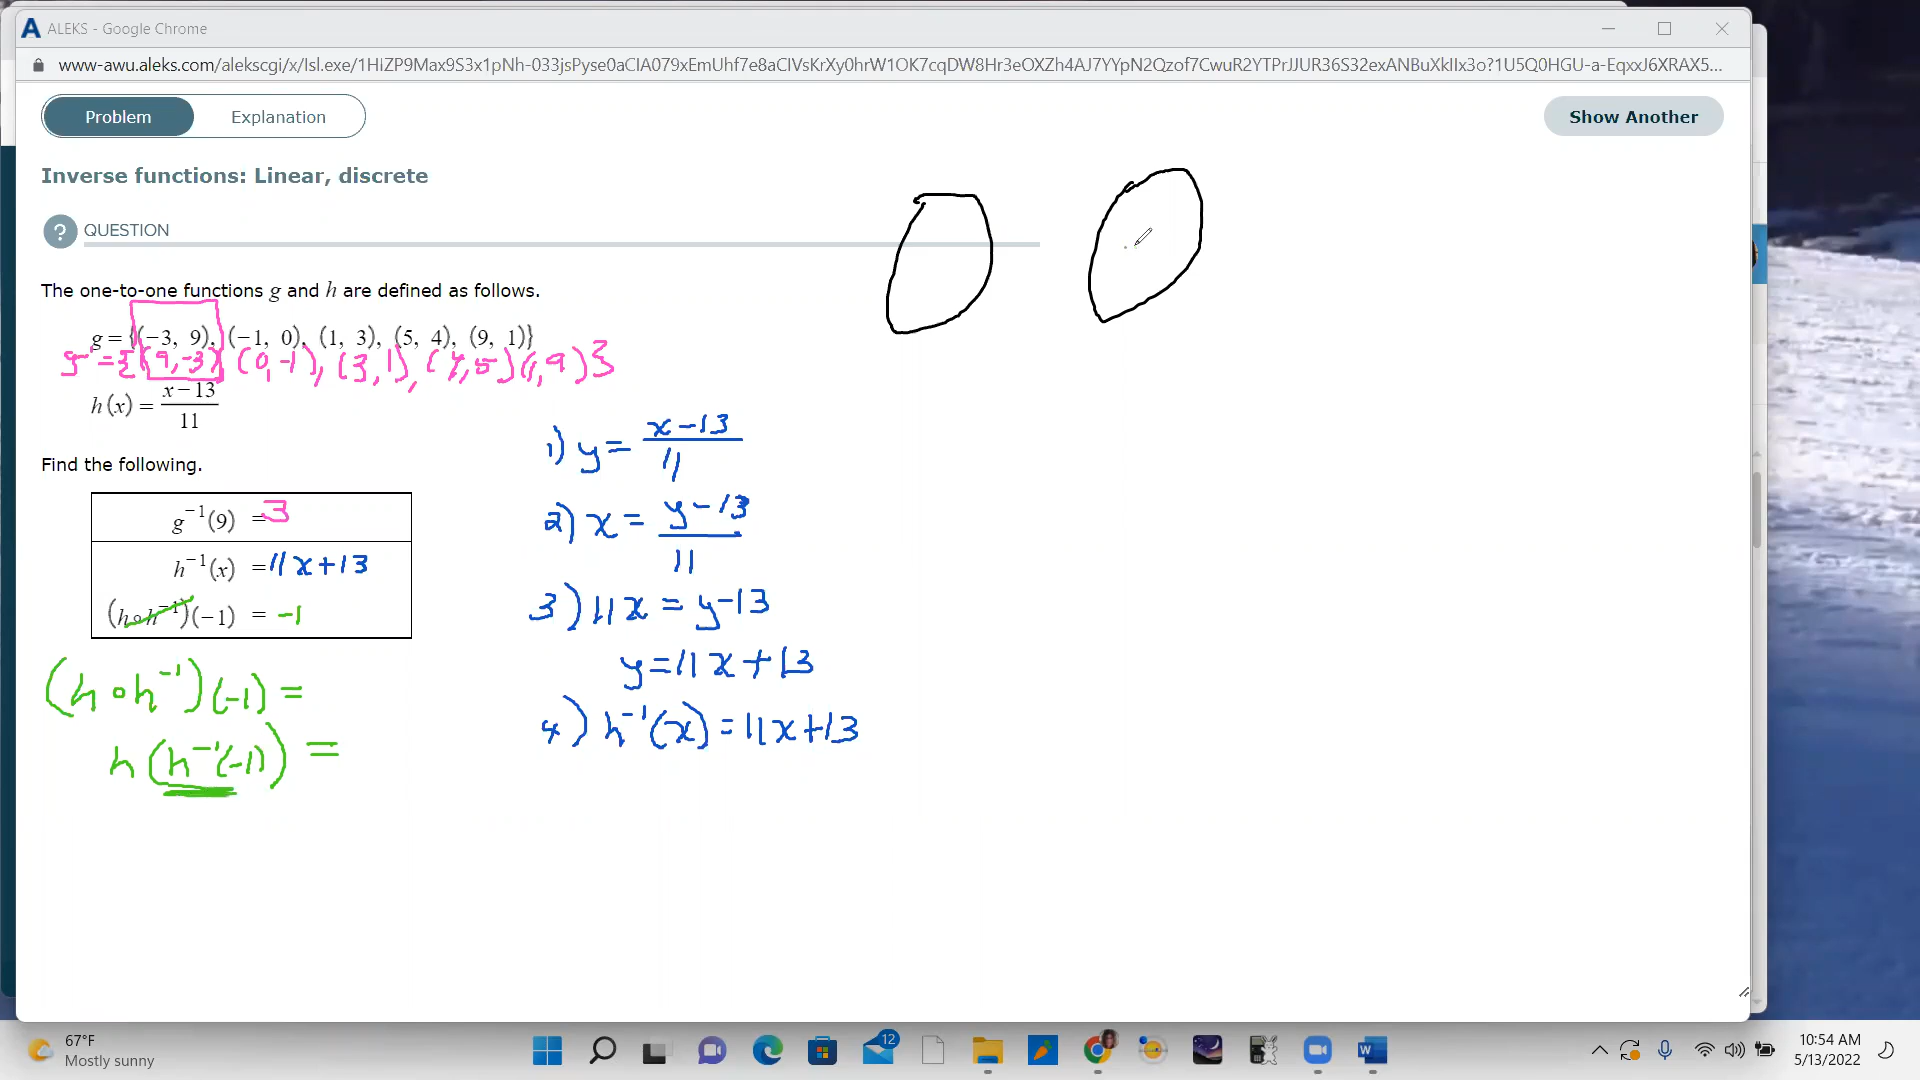 ALEKS - Google Chrome
www-awu.aleks.com/alekscgi/x/Isl.exe/1HiZP9Max9S3x1pNh-033jsPyse0aCIA079xEmUhf7e8aCIVsKrXy0hrW1OK7cqDW8Hr3eOXZh4AJ7YYpN2Qzof7CwuR2YTPrJJUR36S32exANBuXkIIx3o?1U5Q0HGU-a-EqxxJ6XRAX5...
Problem Explanation Show Another
Inverse functions: Linear, discrete
? QUESTION
The one-to-one functions g and h are defined as follows.
g = {(−3, 9), (−1, 0), (1, 3), (5, 4), (9, 1)}
g⁻¹ = {(9, -3), (0, -1), (3, 1), (4, 5) (1, 9)}
h(x) = x − 13 / 11
Find the following.
g⁻¹(9) = 3
h⁻¹(x) = 11x+13
(h∘h⁻¹)(−1) = -1
(h∘h⁻¹)(-1) =
h(h⁻¹(-1)) =
1) y = x-13 / 11
2) x = y-13 / 11
3) 11x = y-13
y=11x+13
4) h⁻¹(x) = 11x+13
67°F
Mostly sunny
12
10:54 AM
5/13/2022